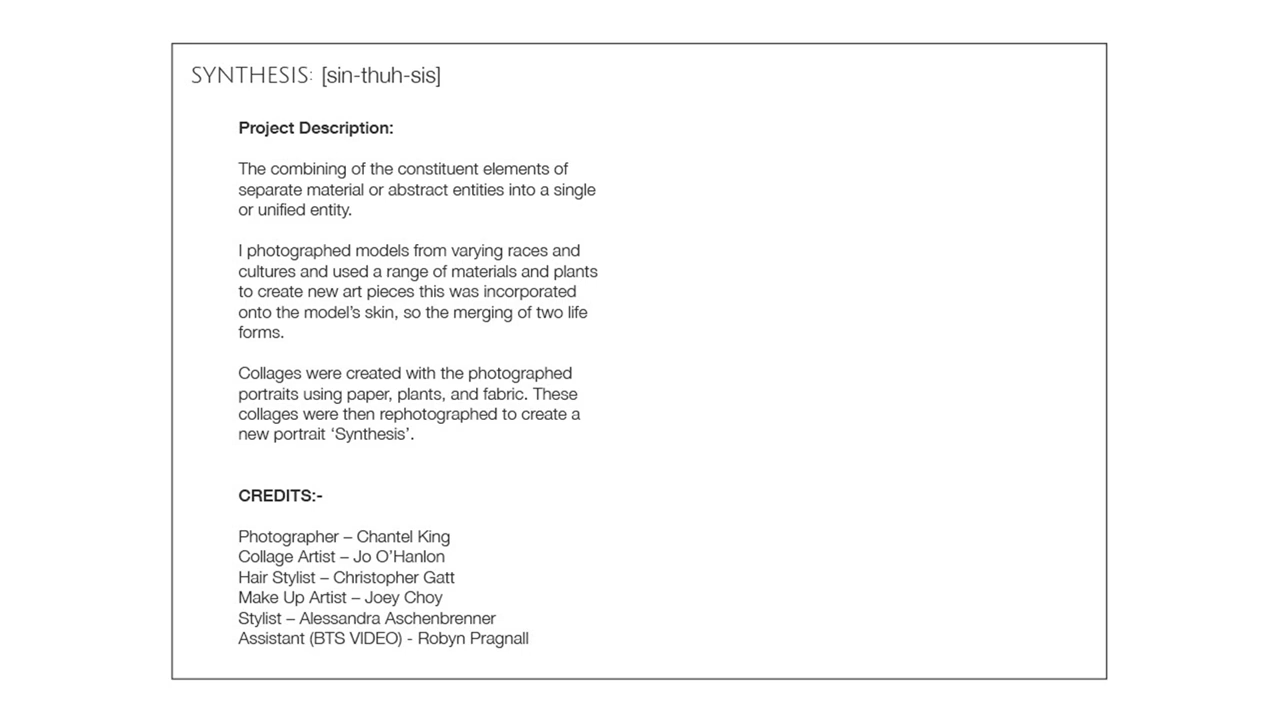 SYNTHESIS: [sin-thuh-sis]
Project Description:
The combining of the constituent elements of
separate material or abstract entities into a single
or unified entity.
I photographed models from varying races and
cultures and used a range of materials and plants
to create new art pieces this was incorporated
onto the model’s skin, so the merging of two life
forms.
Collages were created with the photographed
portraits using paper, plants, and fabric. These
collages were then rephotographed to create a
new portrait ‘Synthesis’.
CREDITS:-
Photographer – Chantel King
Collage Artist – Jo O’Hanlon
Hair Stylist – Christopher Gatt
Make Up Artist – Joey Choy
Stylist – Alessandra Aschenbrenner
Assistant (BTS VIDEO) - Robyn Pragnall